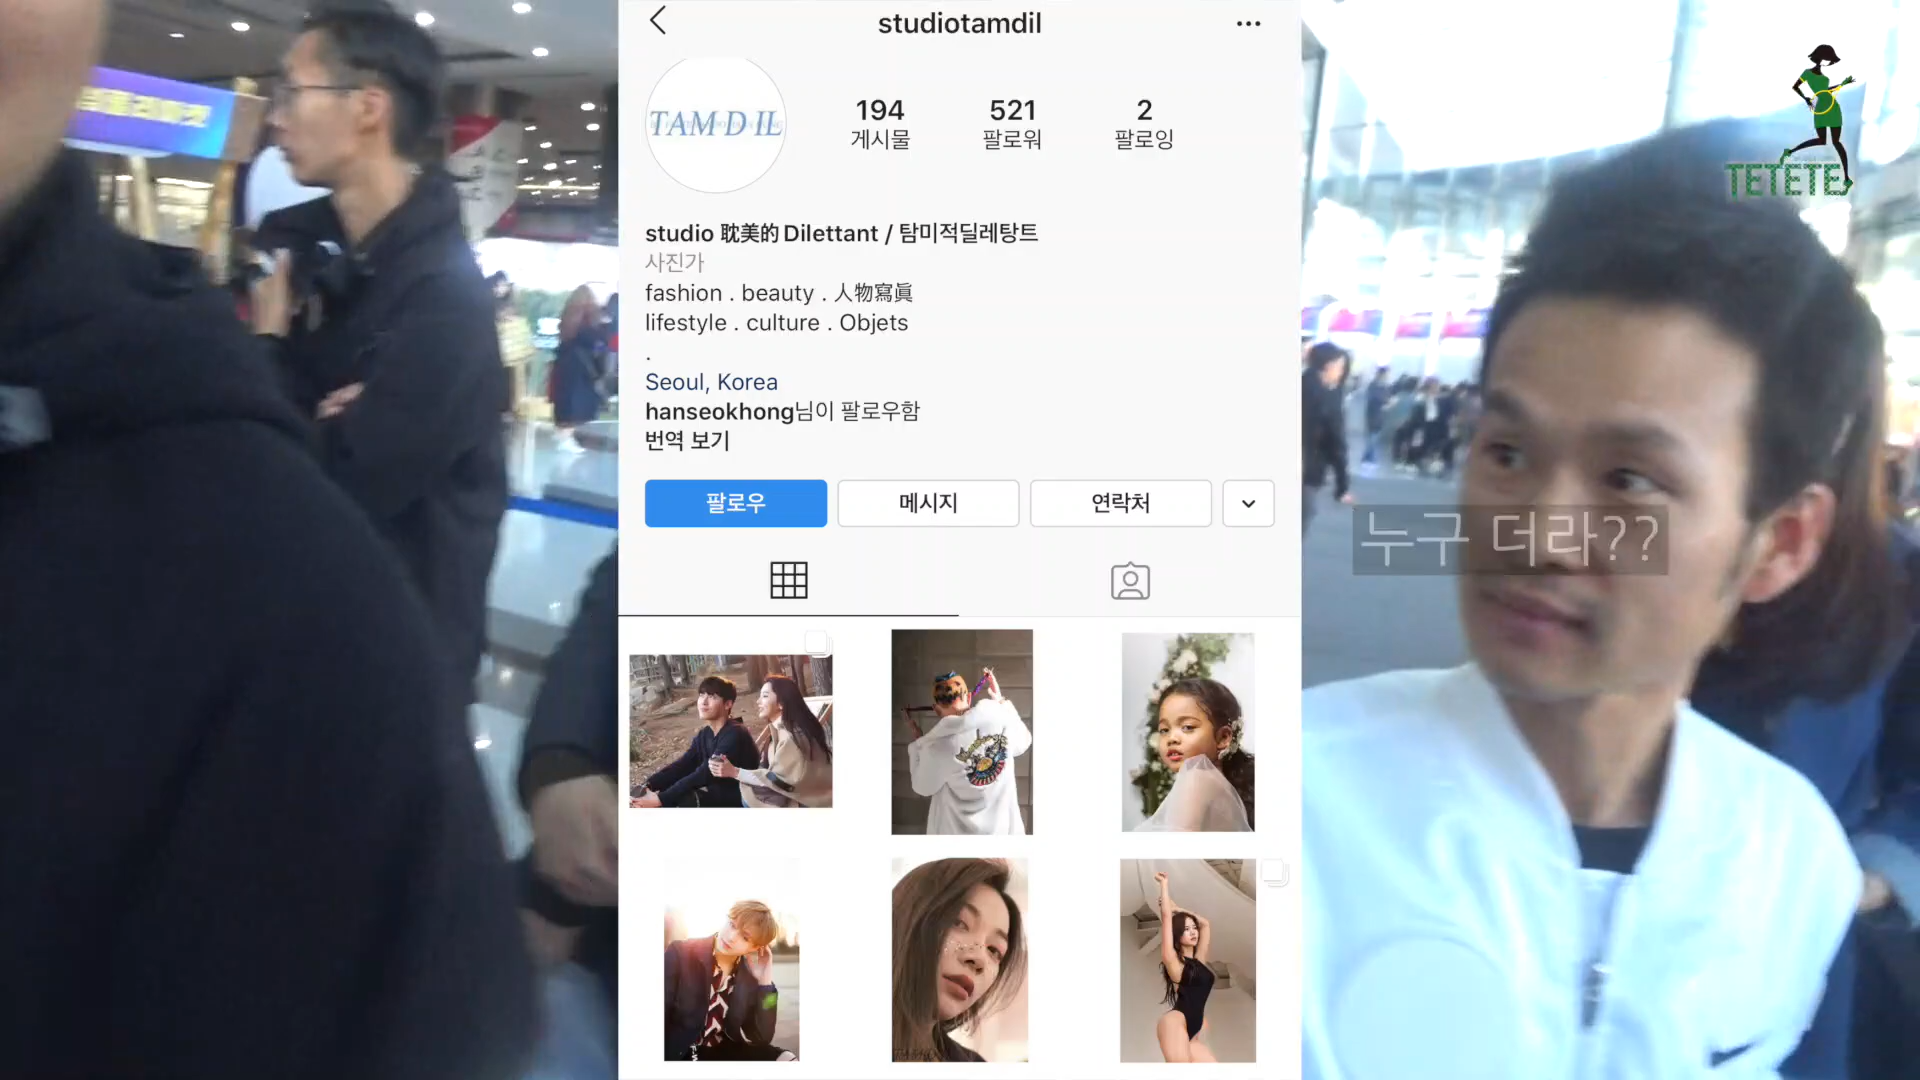 studiotamdil
TAMDIL
194
게시물
521
팔로워
2
팔로잉
studio 耽美的 Dilettant / 탐미적딜레탕트
사진가
fashion . beauty . 人物寫眞
lifestyle . culture . Objets
.
Seoul, Korea
hanseokhong님이 팔로우함
번역 보기
팔로우
메시지
연락처
TETETE
누구 더라??